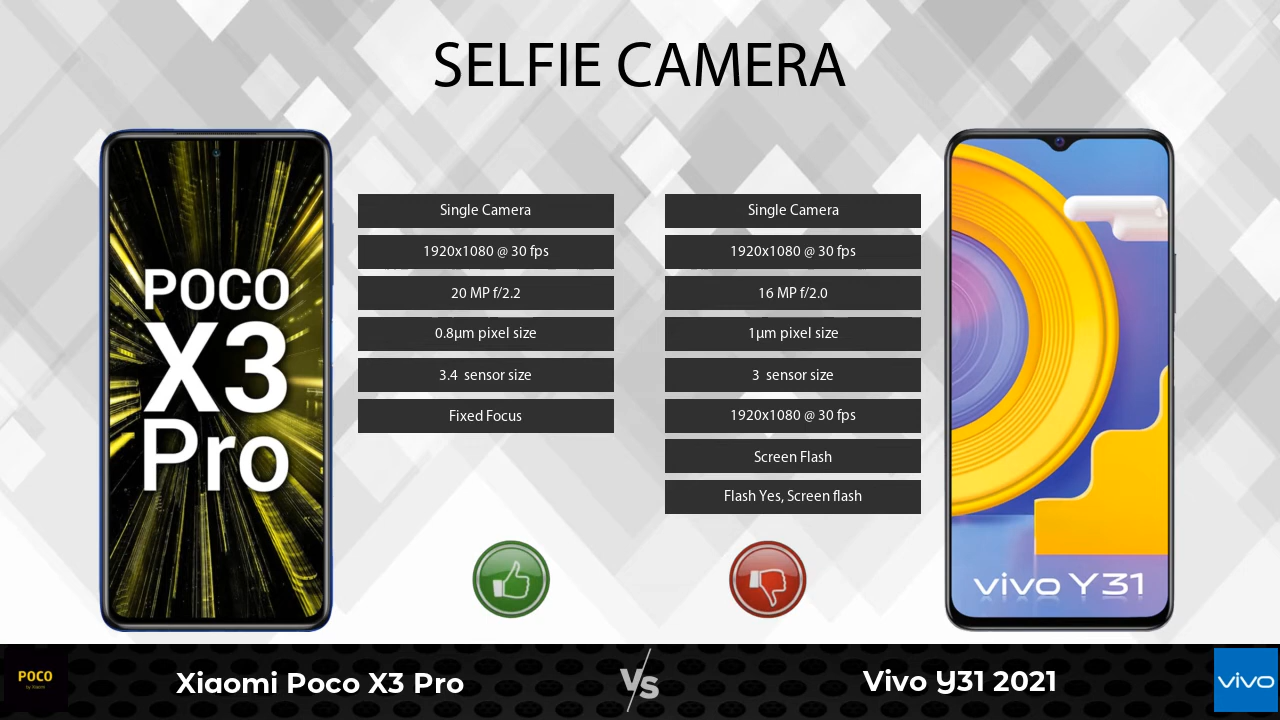 SELFIE CAMERA
POCO
X3
Pro
Single Camera
1920x1080 @ 30 fps
20 MP f/2.2
0.8μm pixel size
3.4  sensor size
Fixed Focus
Single Camera
1920x1080 @ 30 fps
16 MP f/2.0
1μm pixel size
3  sensor size
1920x1080 @ 30 fps
Screen Flash
Flash Yes, Screen flash
vivo Y31
POCO
by Xiaomi
Xiaomi Poco X3 Pro
VS
Vivo Y31 2021
vivo